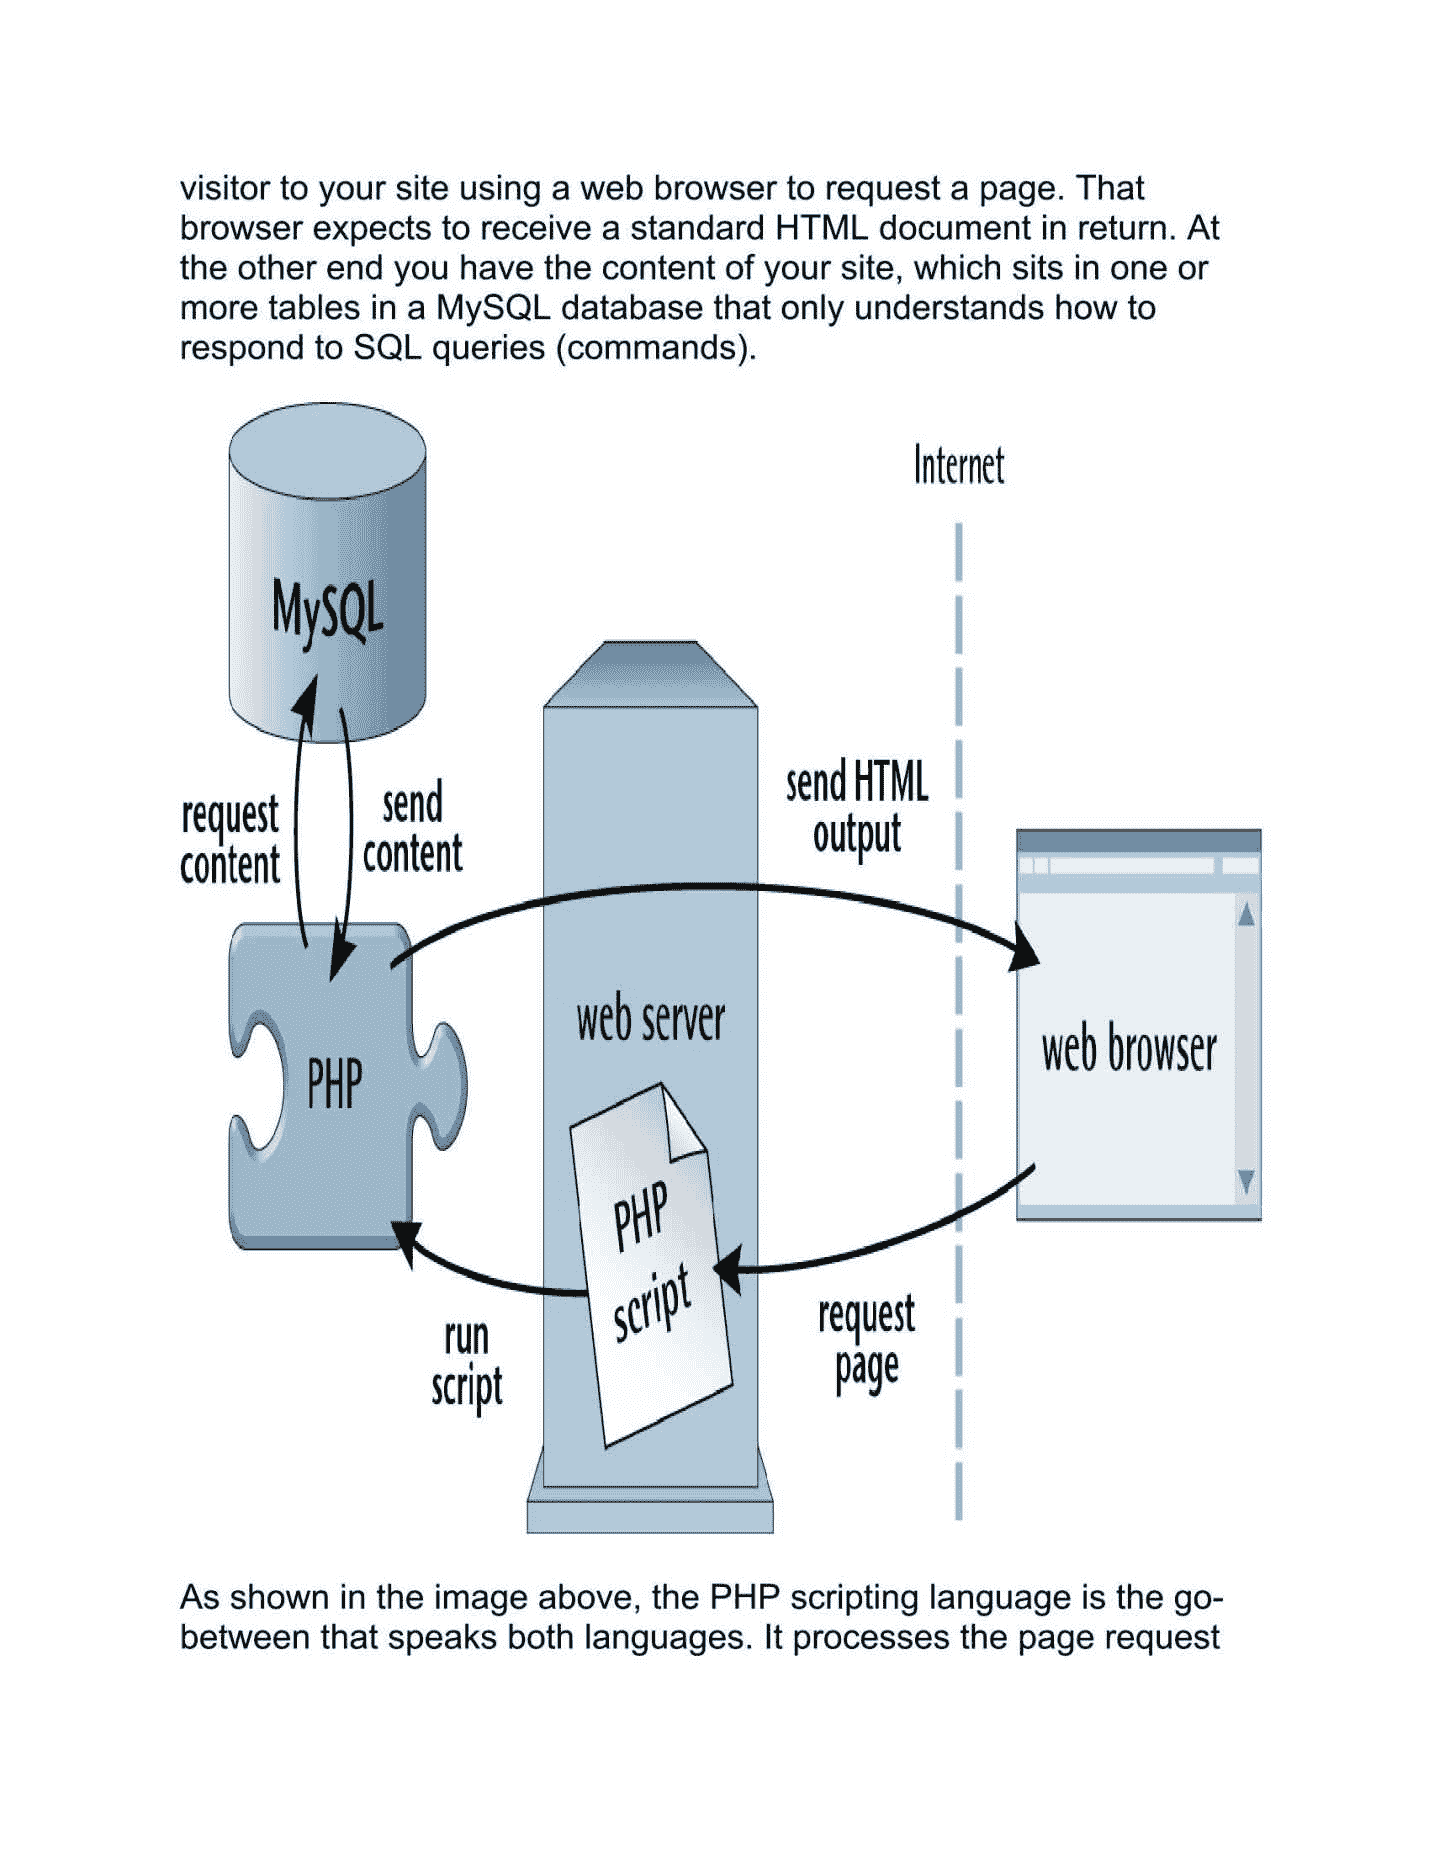 visitor to your site using a web browser to request a page. That
browser expects to receive a standard HTML document in return. At
the other end you have the content of your site, which sits in one or
more tables in a MySQL database that only understands how to
respond to SQL queries (commands).
Internet
MySQL
request
content
send
content
send HTML
output
web server
web browser
PHP
PHP
script
run
script
request
page
As shown in the image above, the PHP scripting language is the go-
between that speaks both languages. It processes the page request